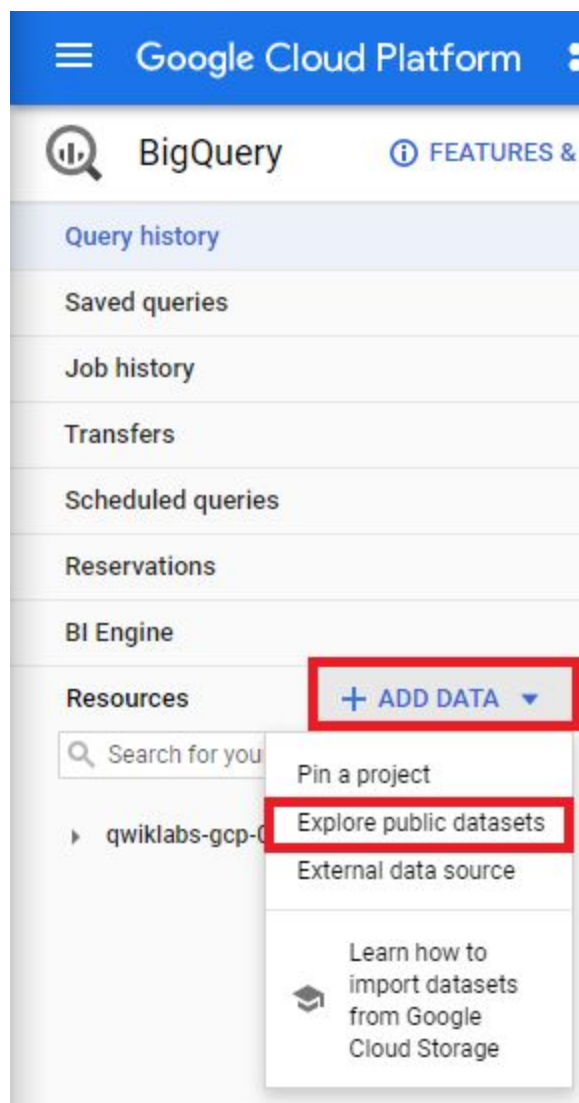 Google Cloud Platform
BigQuery
FEATURES &
Query history
Saved queries
Job history
Transfers
Scheduled queries
Reservations
BI Engine
Resources
+ ADD DATA
Search for you
Pin a project
qwiklabs-gcp-0
Explore public datasets
External data source
Learn how to
import datasets
from Google
Cloud Storage